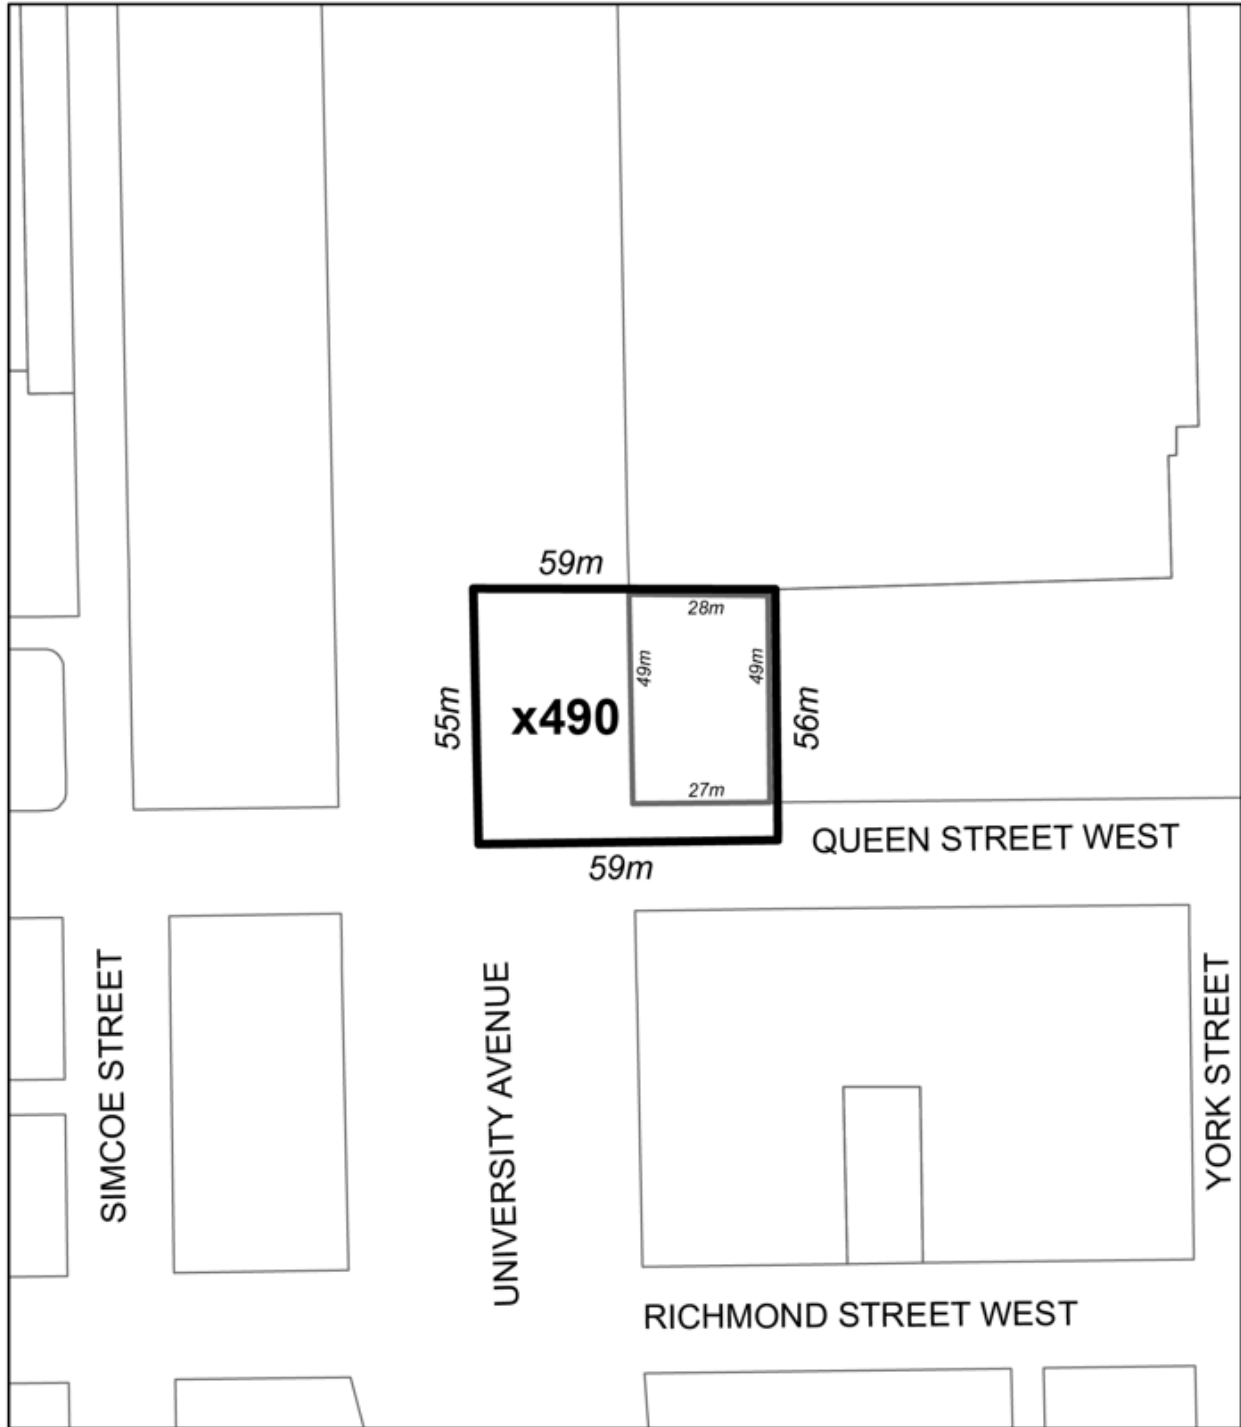 59m
28m
49m
49m
55m
x490
56m
27m
QUEEN STREET WEST
59m
SIMCOE STREET
UNIVERSITY AVENUE
YORK STREET
RICHMOND STREET WEST